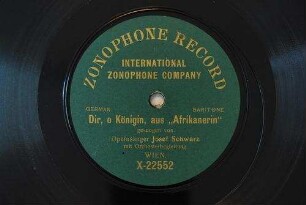 ZONOPHONE RECORD
INTERNATIONAL
ZONOPHONE COMPANY
GERMAN BARITONE
Dir, o Königin, aus „Afrikanerin"
gesungen von
Opernsänger Josef Schwarz
mit Orchesterbegleitung
WIEN.
X-22552